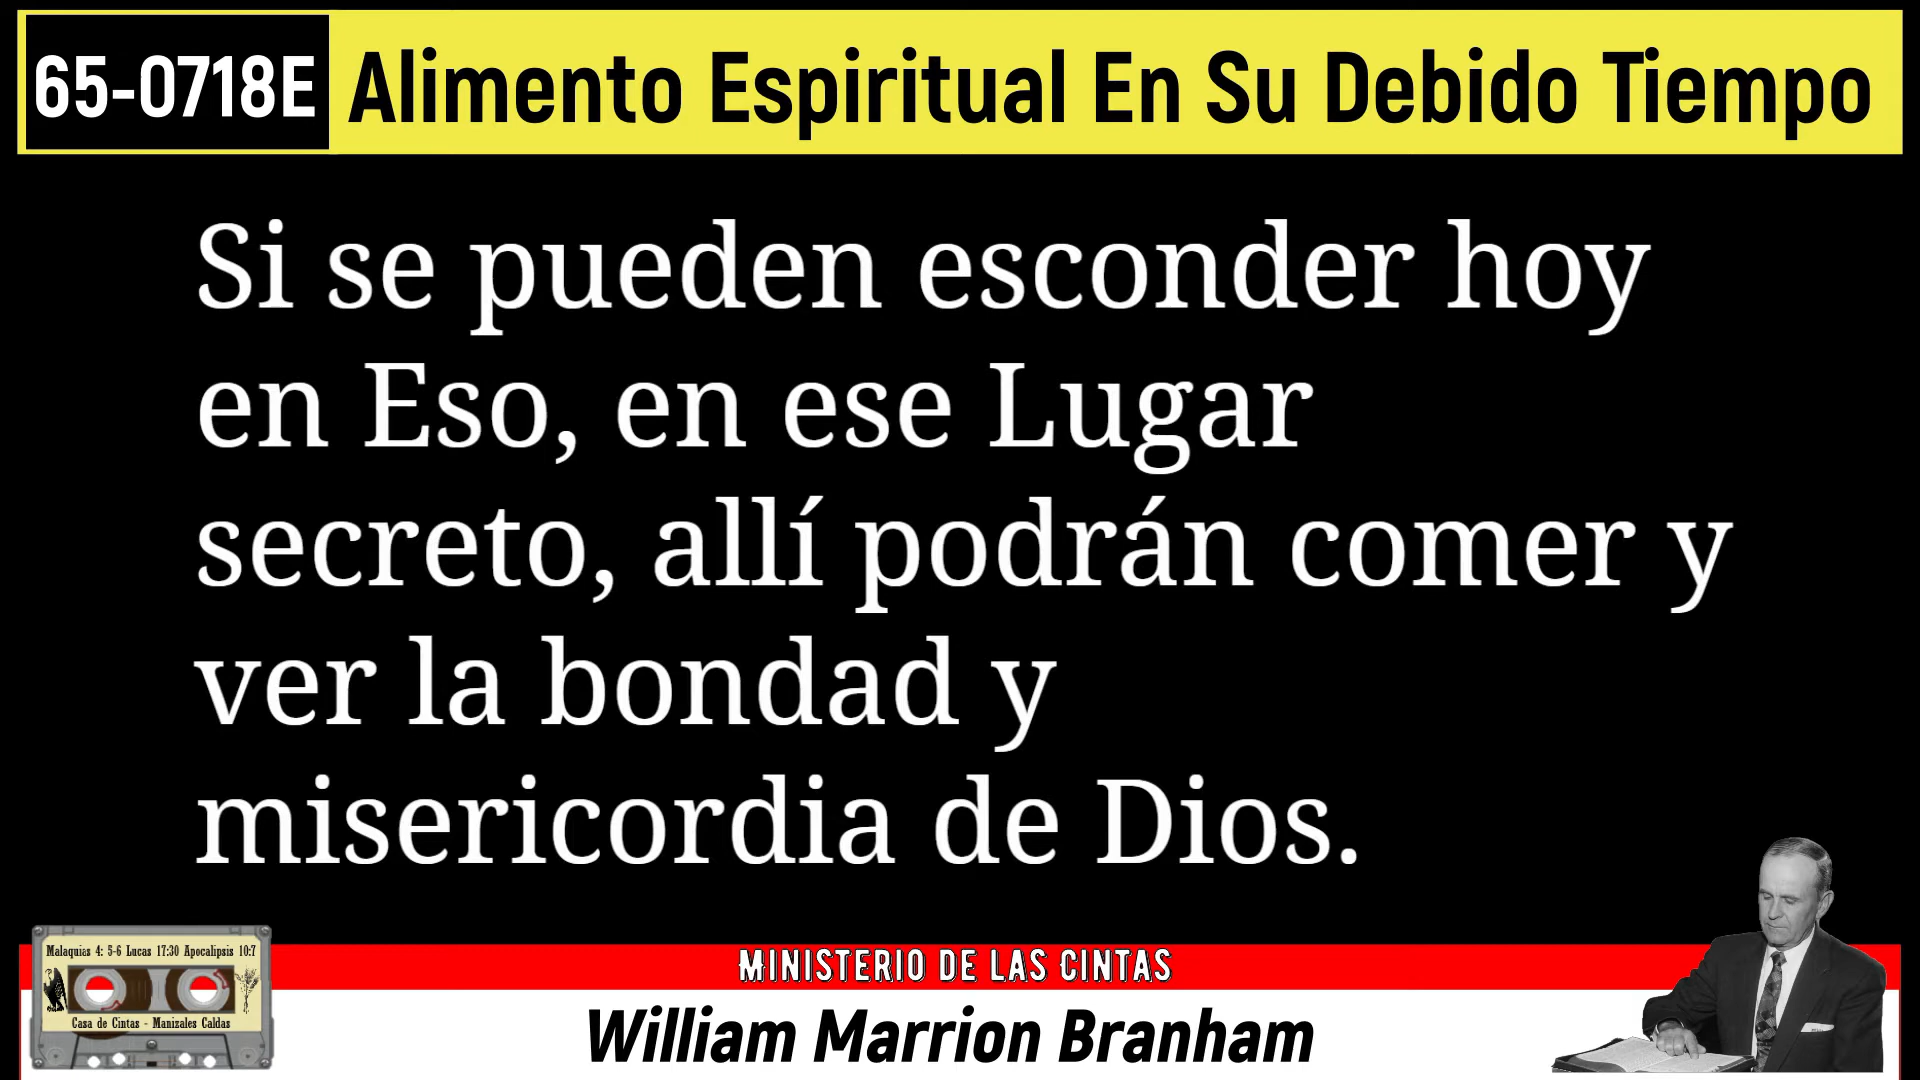 65-0718E Alimento Espiritual En Su Debido Tiempo
Si se pueden esconder hoy
en Eso, en ese Lugar
secreto, allí podrán comer y
ver la bondad y
misericordia de Dios.
Malaquias 4: 5-6 Lucas 17:30 Apocalipsis 10:7
Casa de Cintas - Manizales Caldas
MINISTERIO DE LAS CINTAS
William Marrion Branham